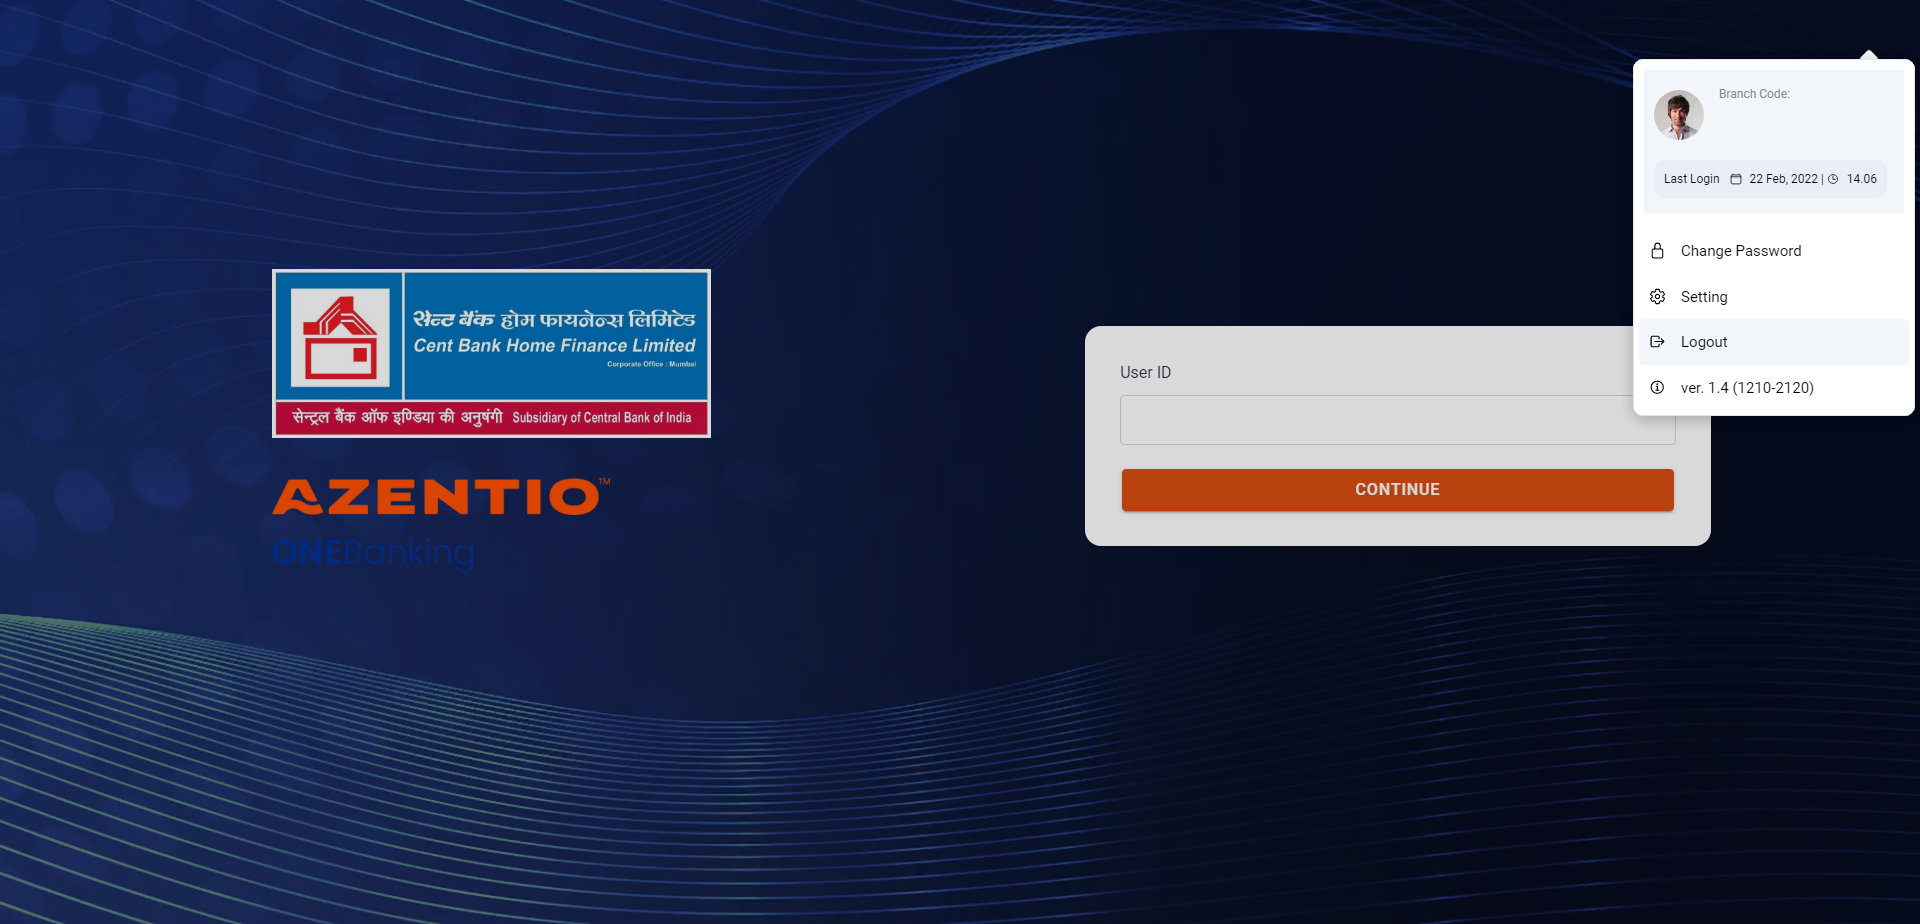 Branch Code:
Last Login 22 Feb, 2022 | 14.06
Change Password
Setting
Logout
ver. 1.4 (1210-2120)
सेन्ट बैंक होम फायनेन्स लिमिटेड
Cent Bank Home Finance Limited
Corporate Office : Mumbai
सेन्ट्रल बैंक ऑफ इण्डिया की अनुषंगी Subsidiary of Central Bank of India
AZENTIO™
ONEBanking
User ID
CONTINUE